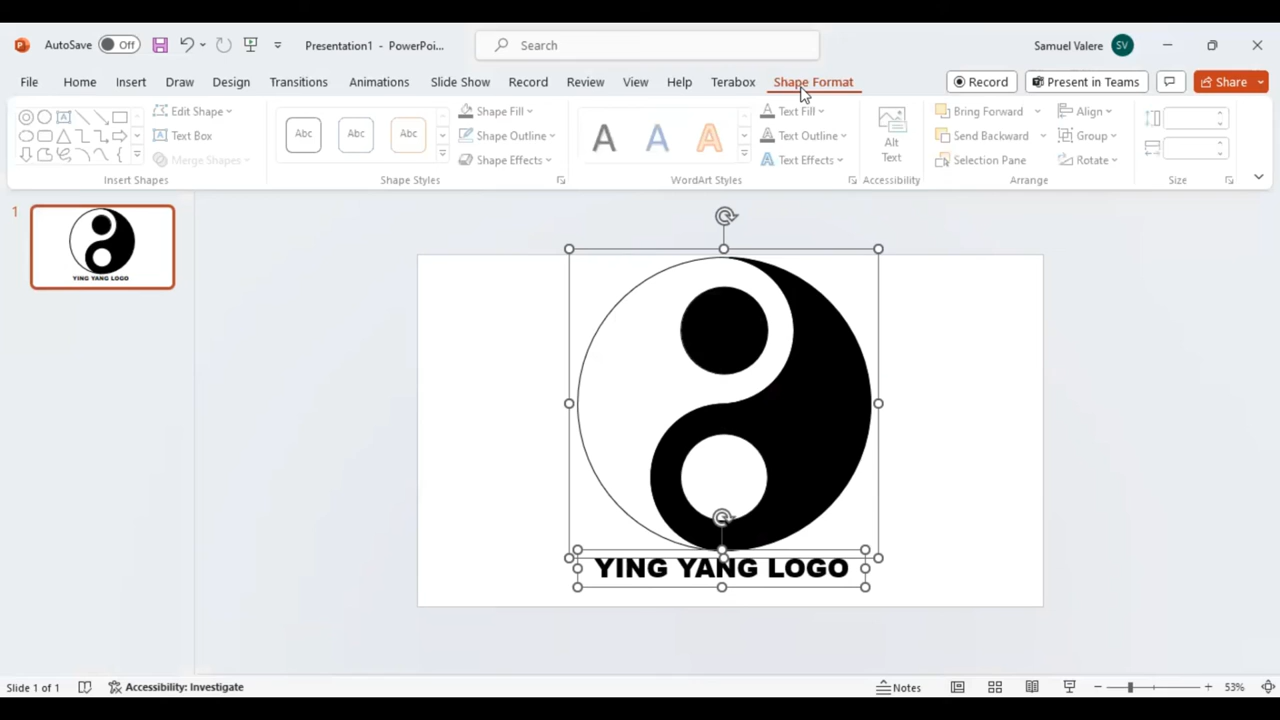 AutoSave Off Presentation1 - PowerPoi... Search Samuel Valere SV
File Home Insert Draw Design Transitions Animations Slide Show Record Review View Help Terabox Shape Format Record Present in Teams Share
Edit Shape
Text Box
Merge Shapes
Insert Shapes
Abc Abc Abc
Shape Fill
Shape Outline
Shape Effects
Shape Styles
A A A
Text Fill
Text Outline
Text Effects
WordArt Styles
Alt
Text
Accessibility
Bring Forward
Send Backward
Selection Pane
Align
Group
Rotate
Arrange
Size
1
YING YANG LOGO
YING YANG LOGO
Slide 1 of 1 Accessibility: Investigate Notes 53%